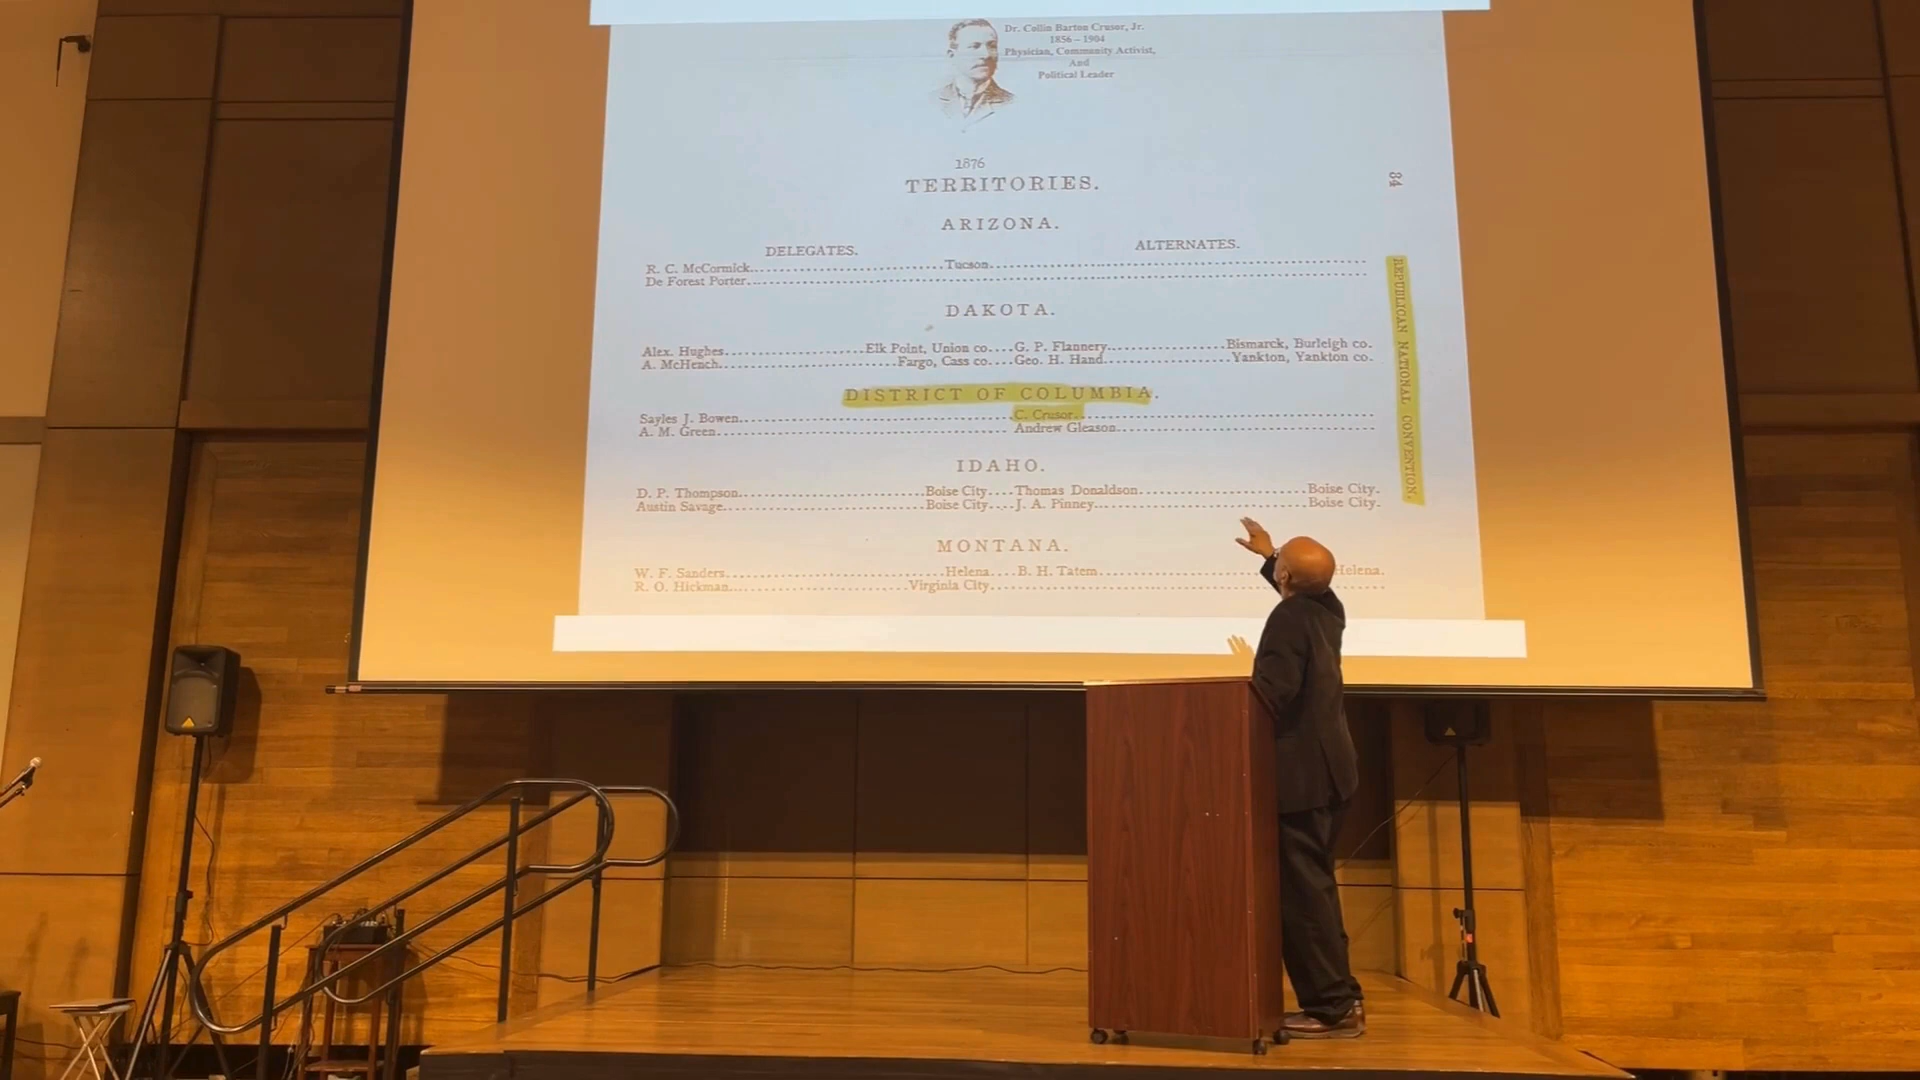 Dr. Collin Barton Crusor, Jr.
1856 – 1904
Physician, Community Activist,
And
Political Leader
1876
TERRITORIES.
84
ARIZONA.
DELEGATES. ALTERNATES.
R. C. McCormick........................Tucson........................
De Forest Porter........................
DAKOTA.
Alex. Hughes........................Elk Point, Union co....G. P. Flannery........................Bismarck, Burleigh co.
A. McHench........................Fargo, Cass co....Geo. H. Hand........................Yankton, Yankton co.
DISTRICT OF COLUMBIA.
Sayles J. Bowen........................C. Crusor........................
A. M. Green........................Andrew Gleason........................
IDAHO.
D. P. Thompson........................Boise City....Thomas Donaldson........................Boise City.
Austin Savage........................Boise City....J. A. Pinney........................Boise City.
MONTANA.
W. F. Sanders........................Helena....B. H. Tatem........................Helena.
R. O. Hickman........................Virginia City........................
REPUBLICAN NATIONAL CONVENTION.